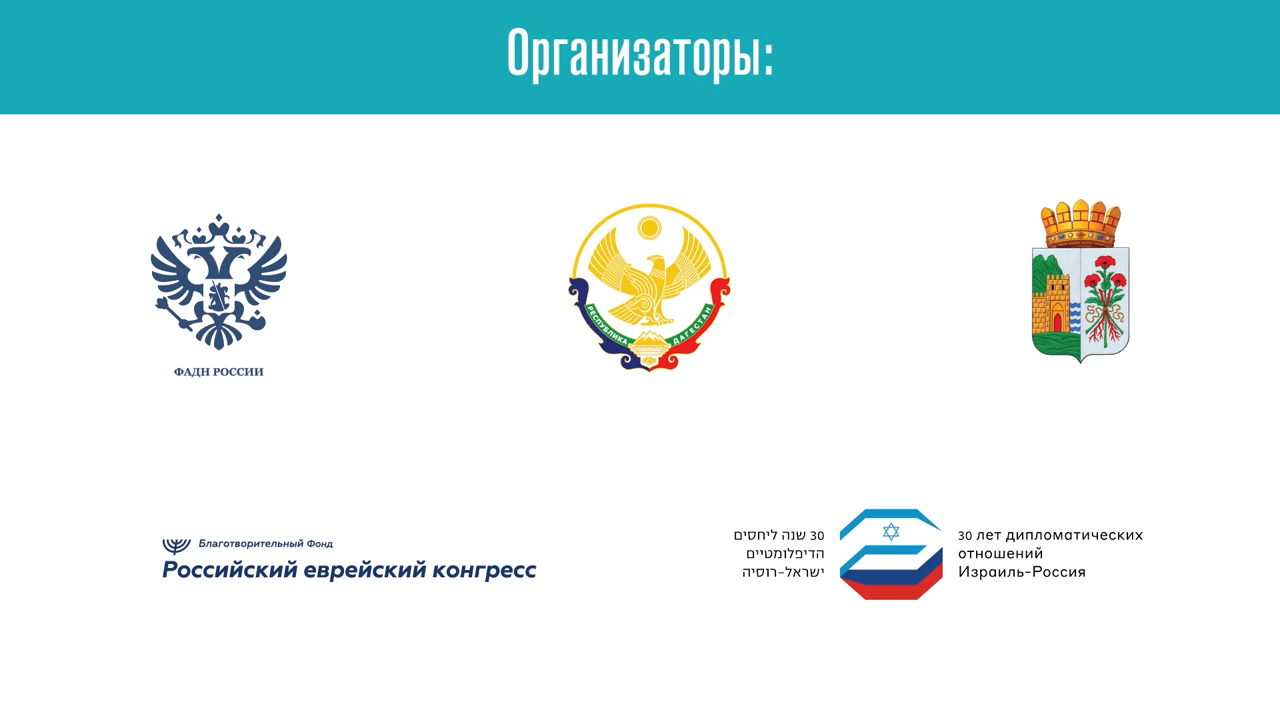 Организаторы:
ФАДН РОССИИ
РЕСПУБЛИКА ДАГЕСТАН
Благотворительный Фонд
Российский еврейский конгресс
30 שנה ליחסים
הדיפלומטיים
ישראל-רוסיה
30 лет дипломатических
отношений
Израиль-Россия